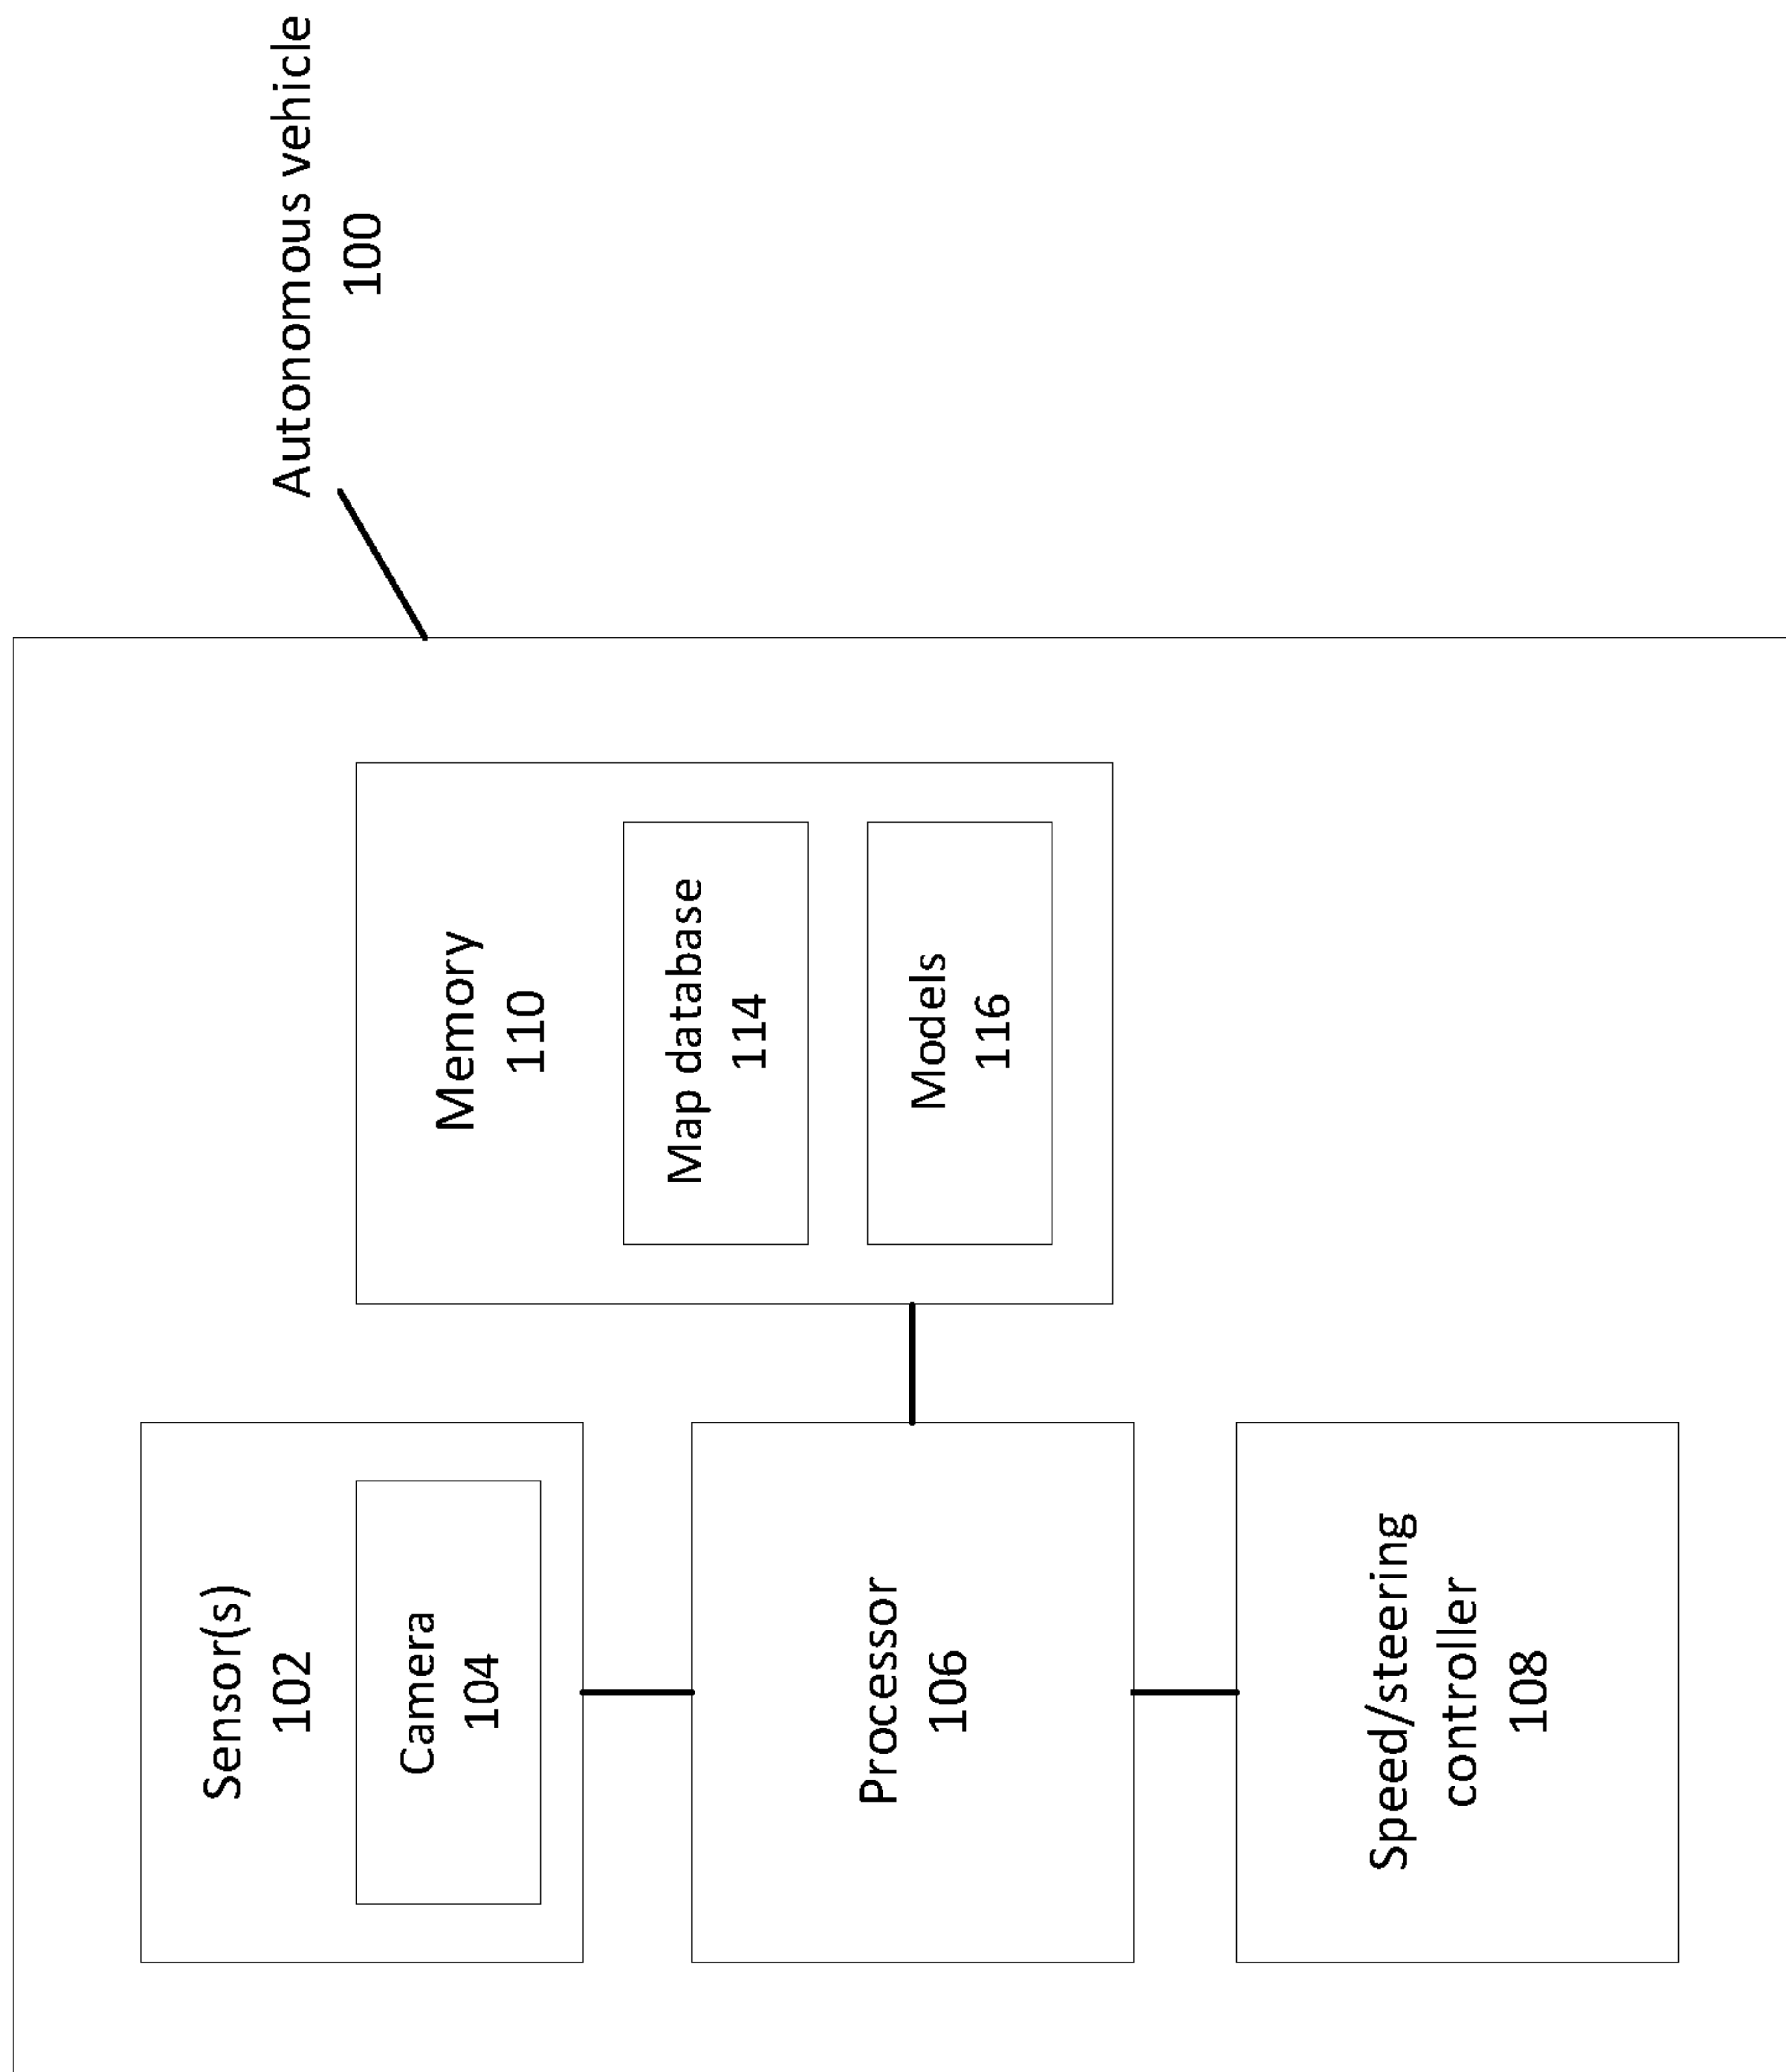 Autonomous vehicle
100
Sensor(s)
102
Camera
104
Memory
110
Map database
114
Models
116
Processor
106
Speed/steering
controller
108